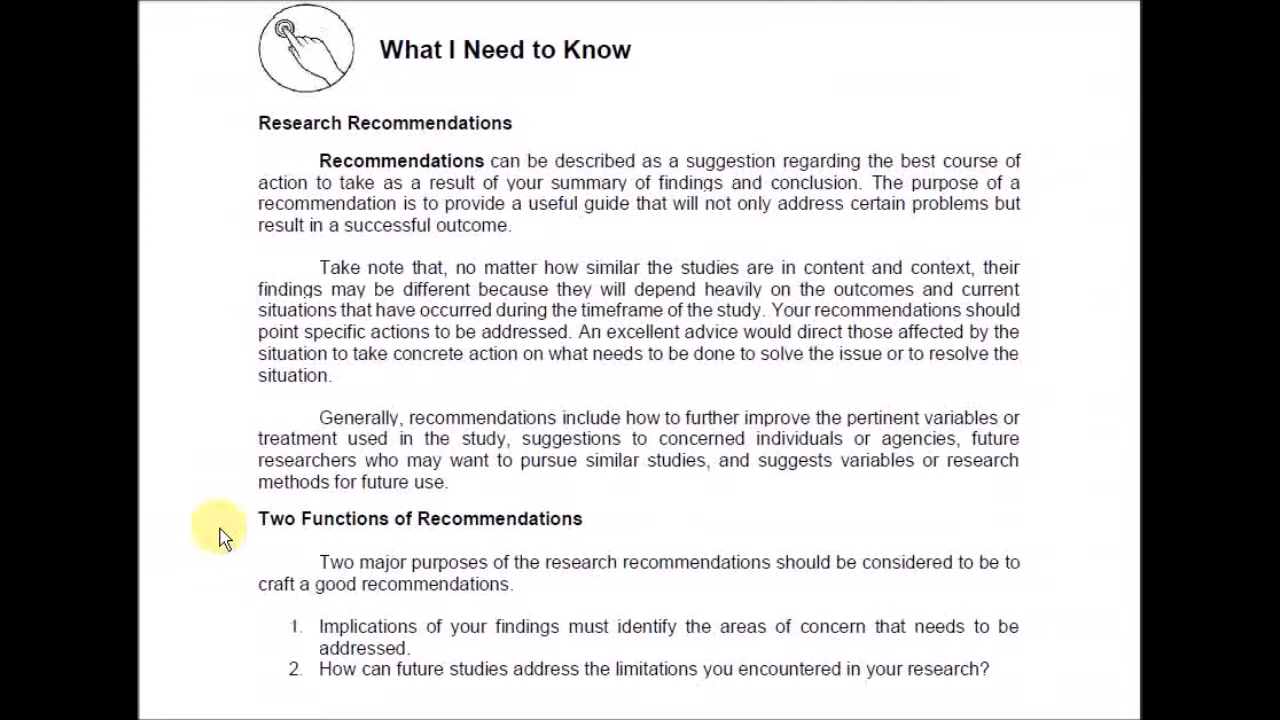 What I Need to Know
Research Recommendations
Recommendations can be described as a suggestion regarding the best course of
action to take as a result of your summary of findings and conclusion. The purpose of a
recommendation is to provide a useful guide that will not only address certain problems but
result in a successful outcome.
Take note that, no matter how similar the studies are in content and context, their
findings may be different because they will depend heavily on the outcomes and current
situations that have occurred during the timeframe of the study. Your recommendations should
point specific actions to be addressed. An excellent advice would direct those affected by the
situation to take concrete action on what needs to be done to solve the issue or to resolve the
situation.
Generally, recommendations include how to further improve the pertinent variables or
treatment used in the study, suggestions to concerned individuals or agencies, future
researchers who may want to pursue similar studies, and suggests variables or research
methods for future use.
Two Functions of Recommendations
Two major purposes of the research recommendations should be considered to be to
craft a good recommendations.
1. Implications of your findings must identify the areas of concern that needs to be
addressed.
2. How can future studies address the limitations you encountered in your research?